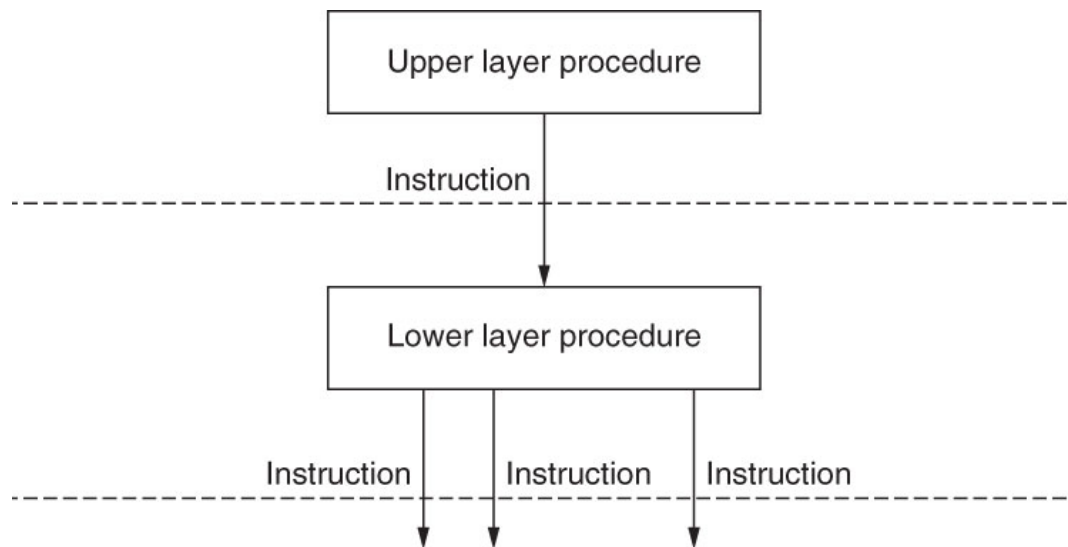 Upper layer procedure
Instruction
Lower layer procedure
Instruction Instruction Instruction